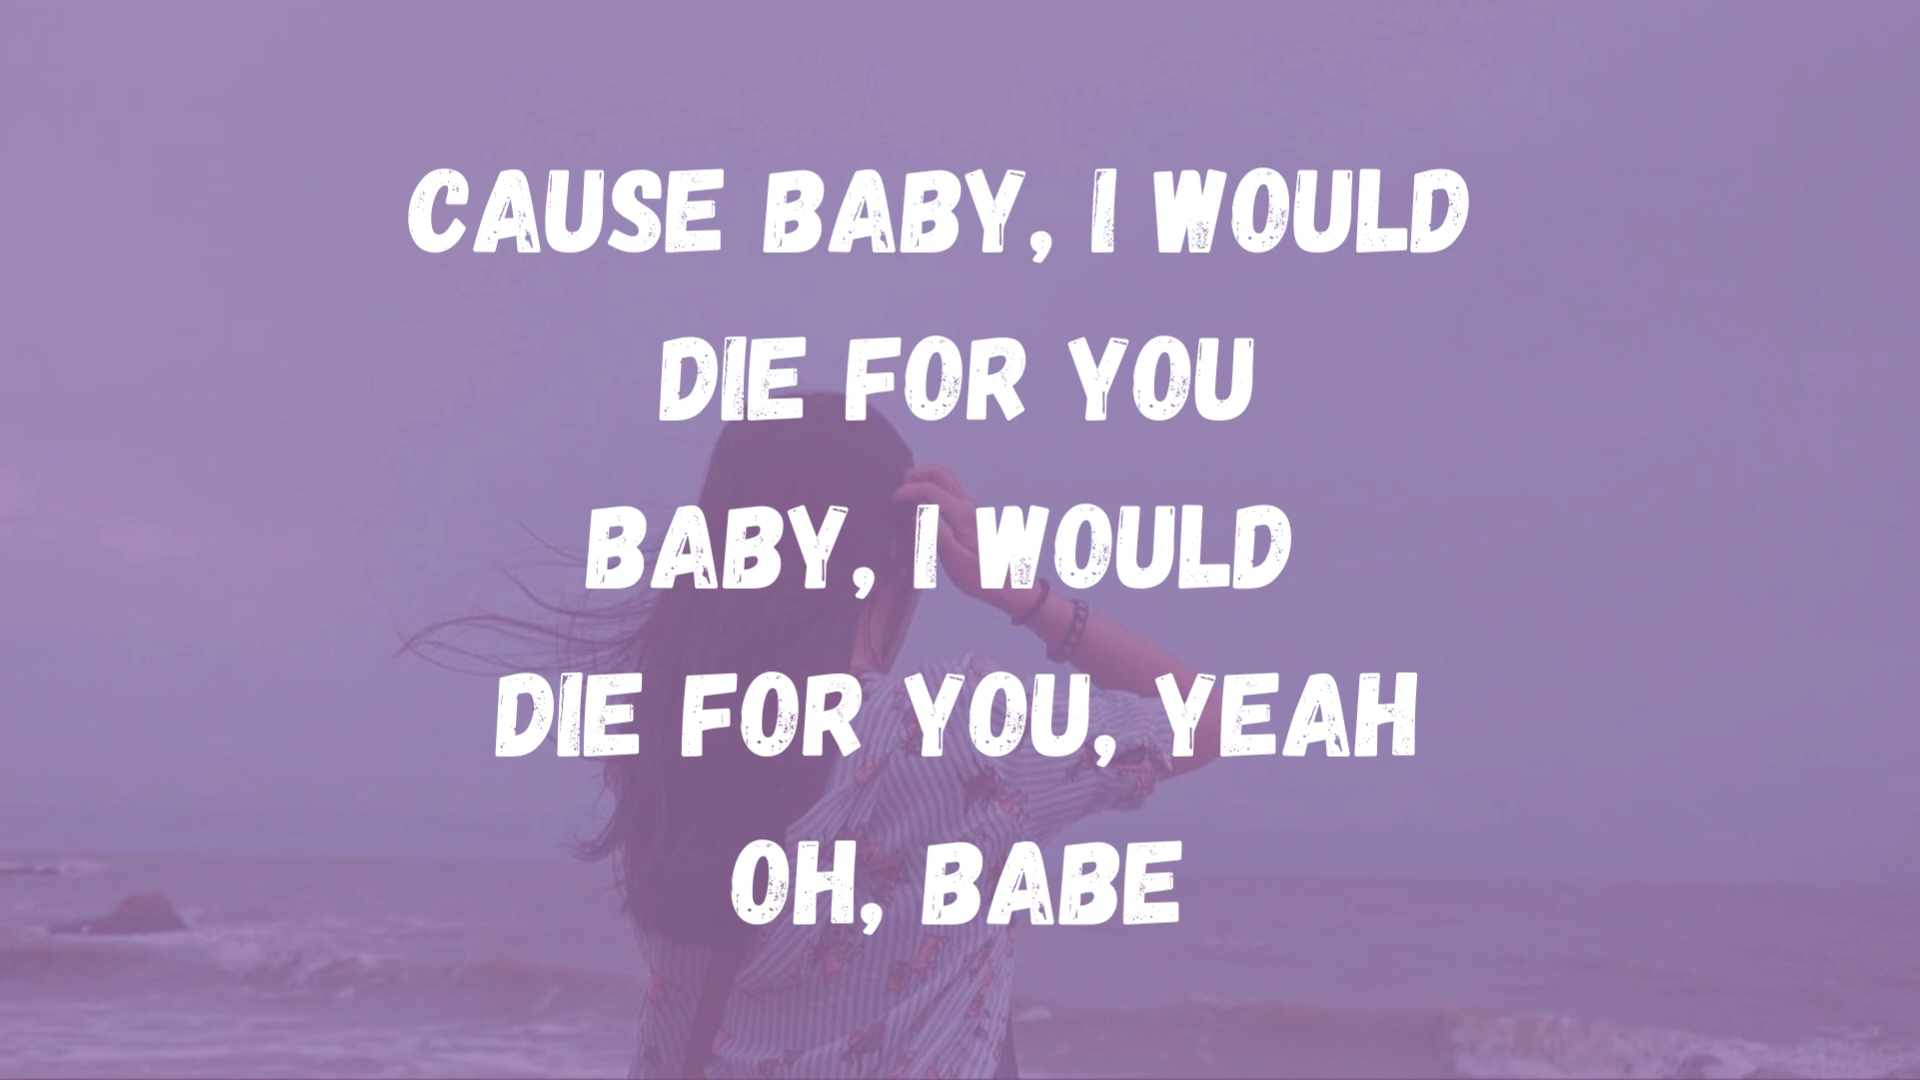 CAUSE BABY, I WOULD
DIE FOR YOU
BABY, I WOULD
DIE FOR YOU, YEAH
OH, BABE